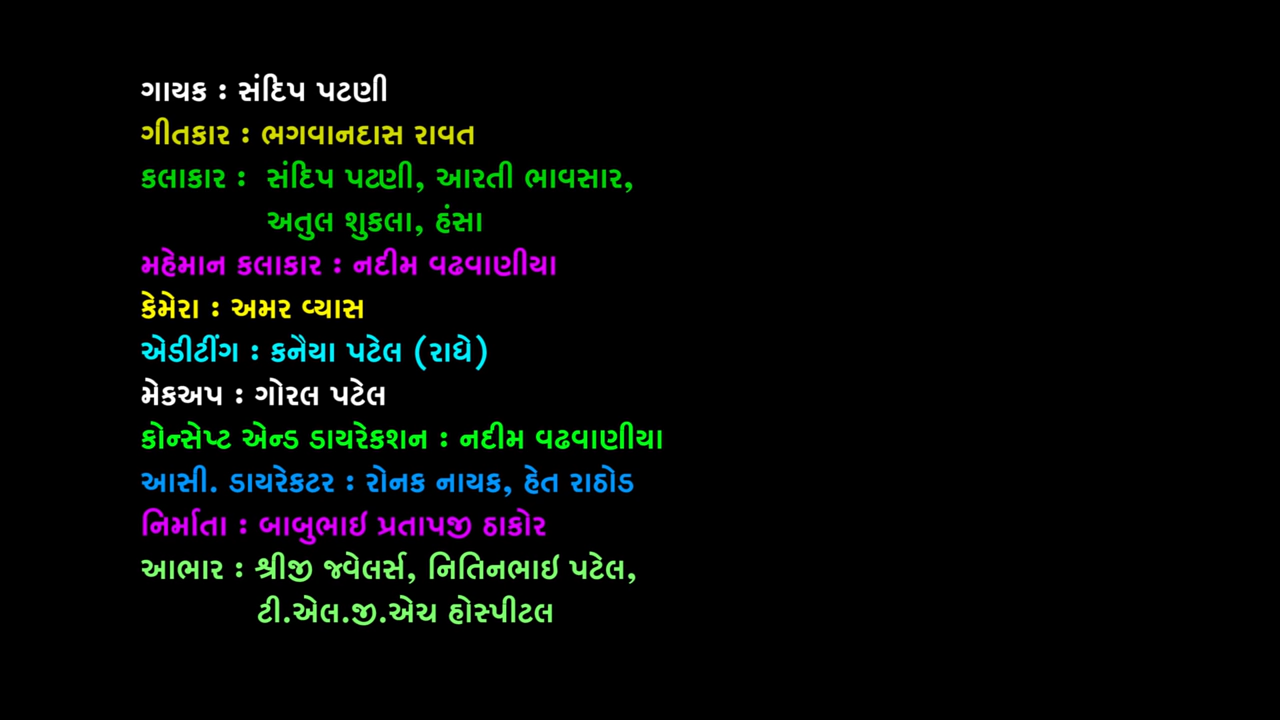 ગાયક : સંદિપ પટણી
ગીતકાર : ભગવાનદાસ રાવત
કલાકાર : સંદિપ પટણી, આરતી ભાવસાર,
અતુલ શુકલા, હંસા
મહેમાન કલાકાર : નદીમ વઢવાણીયા
કેમેરા : અમર વ્યાસ
એડીટીંગ : કનૈયા પટેલ (રાધે)
મેકઅપ : ગોરલ પટેલ
કોન્સેપ્ટ એન્ડ ડાયરેકશન : નદીમ વઢવાણીયા
આસી. ડાયરેકટર : રોનક નાયક, હેત રાઠોડ
નિર્માતા : બાબુભાઈ પ્રતાપજી ઠાકોર
આભાર : શ્રીજી જ્વેલર્સ, નિતિનભાઈ પટેલ,
ટી.એલ.જી.એચ હોસ્પીટલ